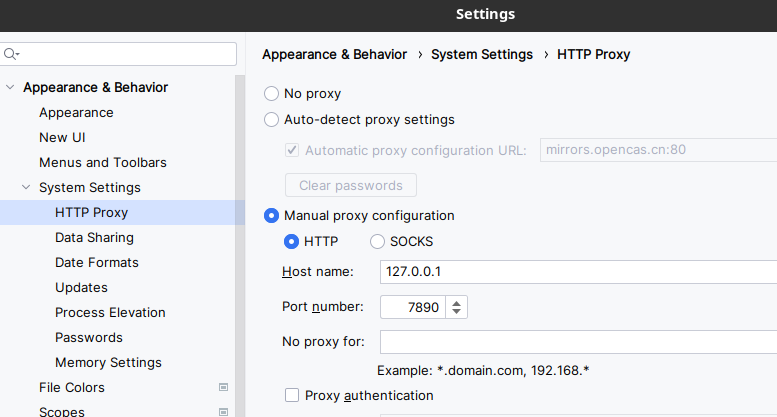 Settings
Appearance & Behavior
Appearance
New UI
Menus and Toolbars
System Settings
HTTP Proxy
Data Sharing
Date Formats
Updates
Process Elevation
Passwords
Memory Settings
File Colors
Scopes
Appearance & Behavior › System Settings › HTTP Proxy
No proxy
Auto-detect proxy settings
Automatic proxy configuration URL: mirrors.opencas.cn:80
Clear passwords
Manual proxy configuration
HTTP SOCKS
Host name: 127.0.0.1
Port number: 7890
No proxy for:
Example: *.domain.com, 192.168.*
Proxy authentication